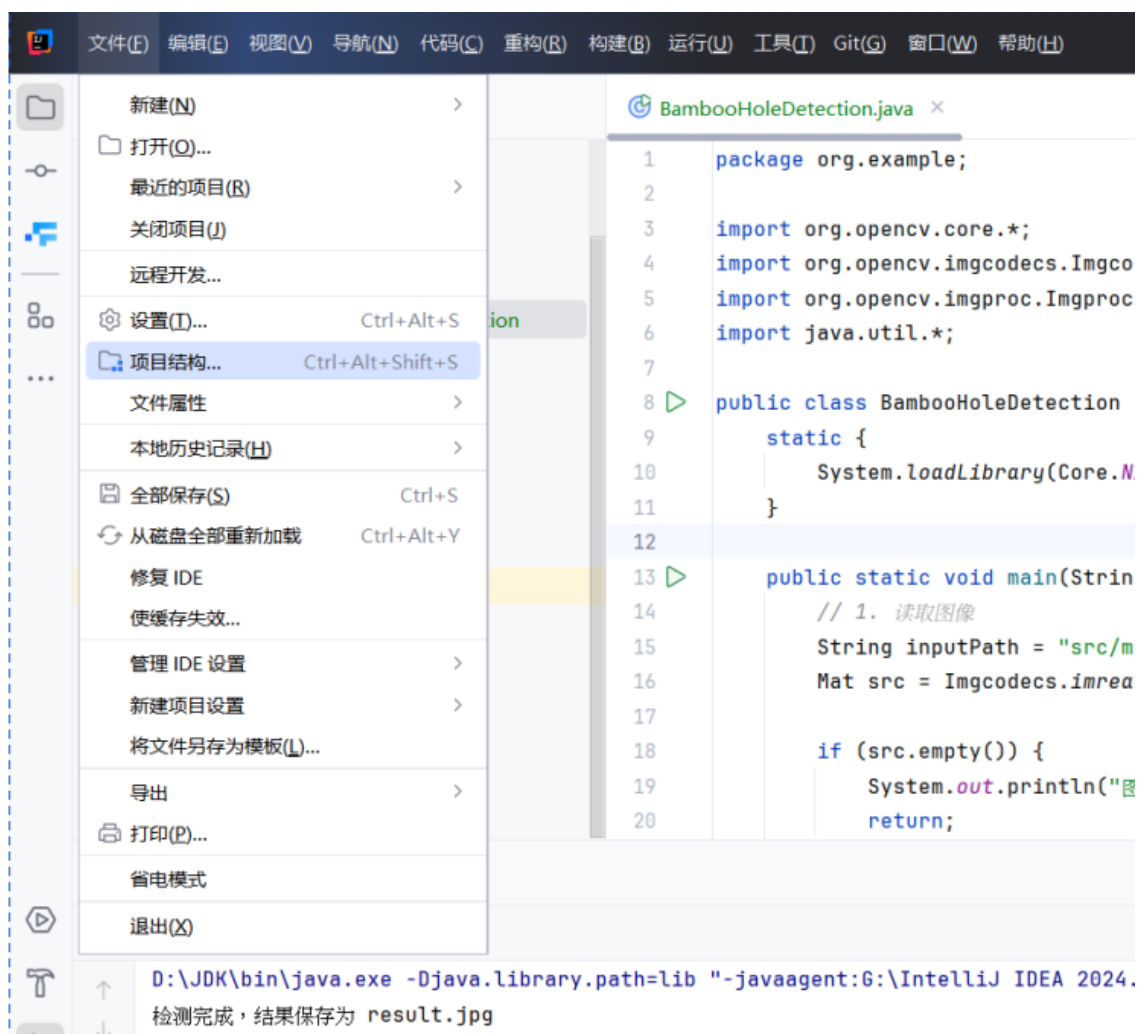 文件(F) 编辑(E) 视图(V) 导航(N) 代码(C) 重构(R) 构建(B) 运行(U) 工具(T) Git(G) 窗口(W) 帮助(H)
新建(N)
打开(O)...
最近的项目(R)
关闭项目(J)
远程开发...
设置(T)... Ctrl+Alt+S
项目结构... Ctrl+Alt+Shift+S
文件属性
本地历史记录(H)
全部保存(S) Ctrl+S
从磁盘全部重新加载 Ctrl+Alt+Y
修复 IDE
使缓存失效...
管理 IDE 设置
新建项目设置
将文件另存为模板(L)...
导出
打印(P)...
省电模式
退出(X)
ion
BambooHoleDetection.java
1 package org.example;
2
3 import org.opencv.core.*;
4 import org.opencv.imgcodecs.Imgco
5 import org.opencv.imgproc.Imgproc
6 import java.util.*;
7
8 public class BambooHoleDetection
9 static {
10 System.loadLibrary(Core.N
11 }
12
13 public static void main(Strin
14 // 1. 读取图像
15 String inputPath = "src/m
16 Mat src = Imgcodecs.imrea
17
18 if (src.empty()) {
19 System.out.println("图
20 return;
D:\JDK\bin\java.exe -Djava.library.path=lib "-javaagent:G:\IntelliJ IDEA 2024.
检测完成，结果保存为 result.jpg